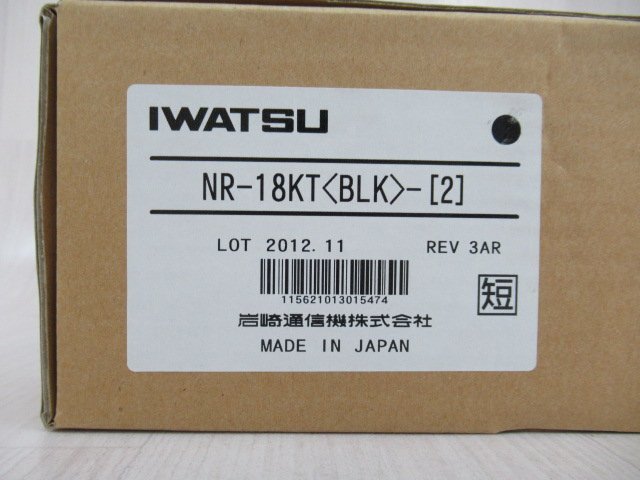 IWATSU
NR-18KT<BLK>-[2]
LOT 2012.11 REV 3AR
115621013015474
短
岩崎通信機株式会社
MADE IN JAPAN